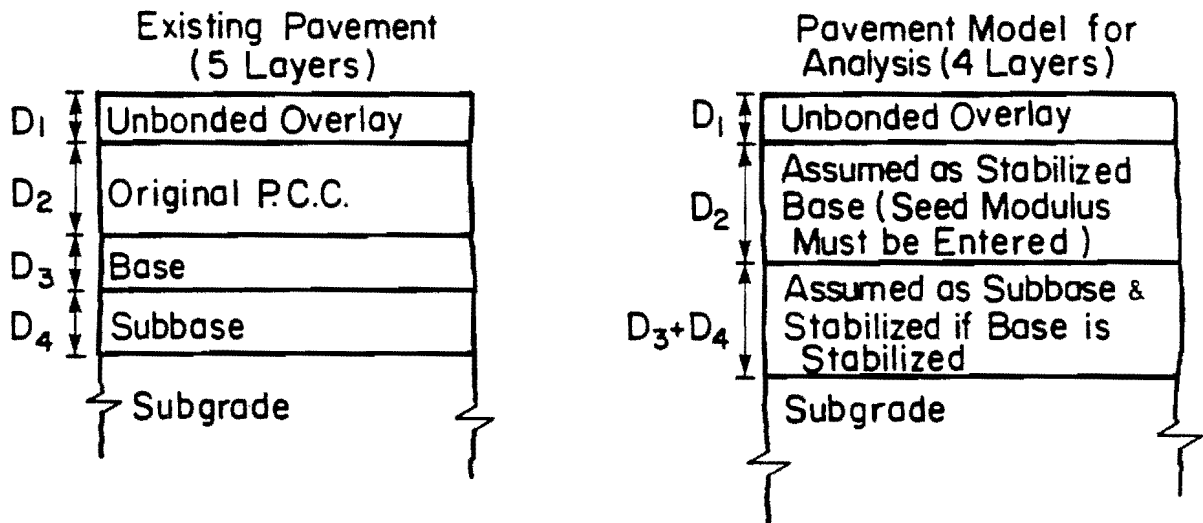 Existing Pavement
(5 Layers)
D1
Unbonded Overlay
D2
Original P.C.C.
D3
Base
D4
Subbase
Subgrade
Pavement Model for
Analysis (4 Layers)
D1
Unbonded Overlay
D2
Assumed as Stabilized
Base (Seed Modulus
Must be Entered)
D3+D4
Assumed as Subbase &
Stabilized if Base is
Stabilized
Subgrade